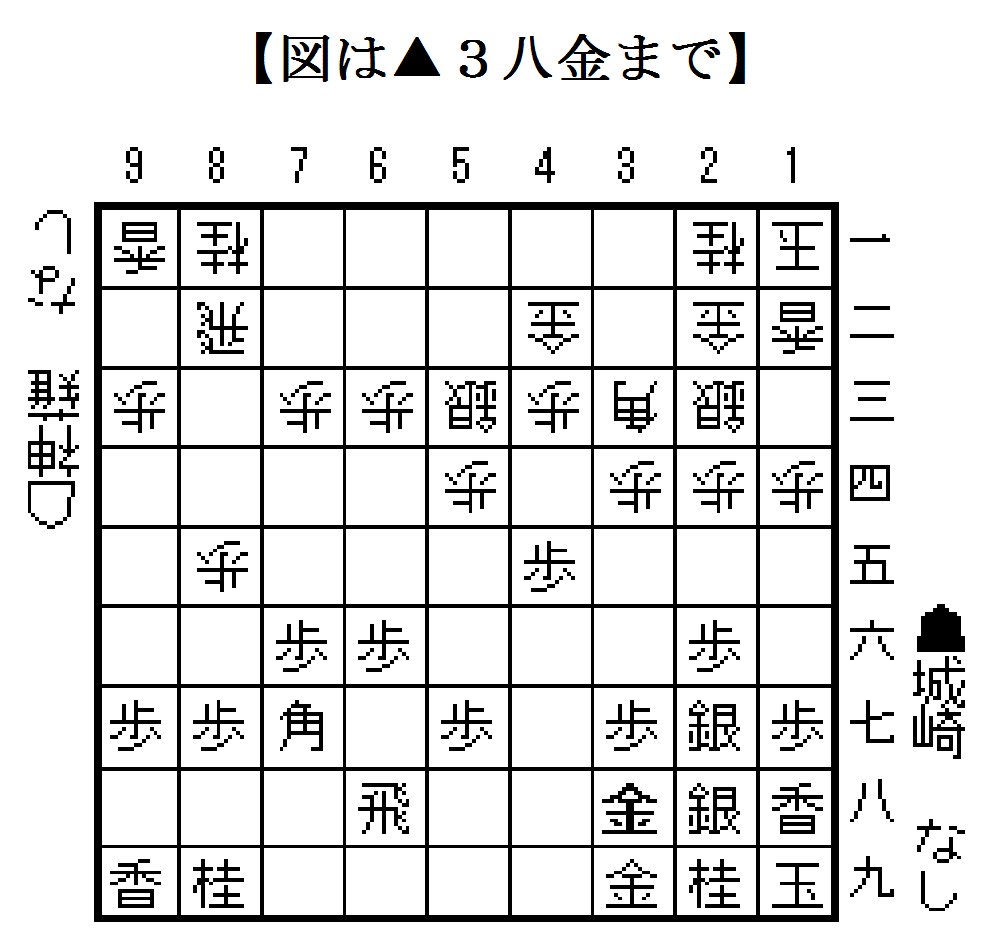 【図は▲３八金まで】
9 8 7 6 5 4 3 2 1
香 桂 桂 玉 一
飛 金 金 香 二
歩 歩 歩 銀 歩 角 銀 三
歩 歩 歩 歩 四
歩 歩 五
歩 歩 歩 六
歩 歩 角 歩 歩 銀 歩 七
飛 金 銀 香 八
香 桂 金 桂 玉 九
☖神薙 なし
☗城崎 なし